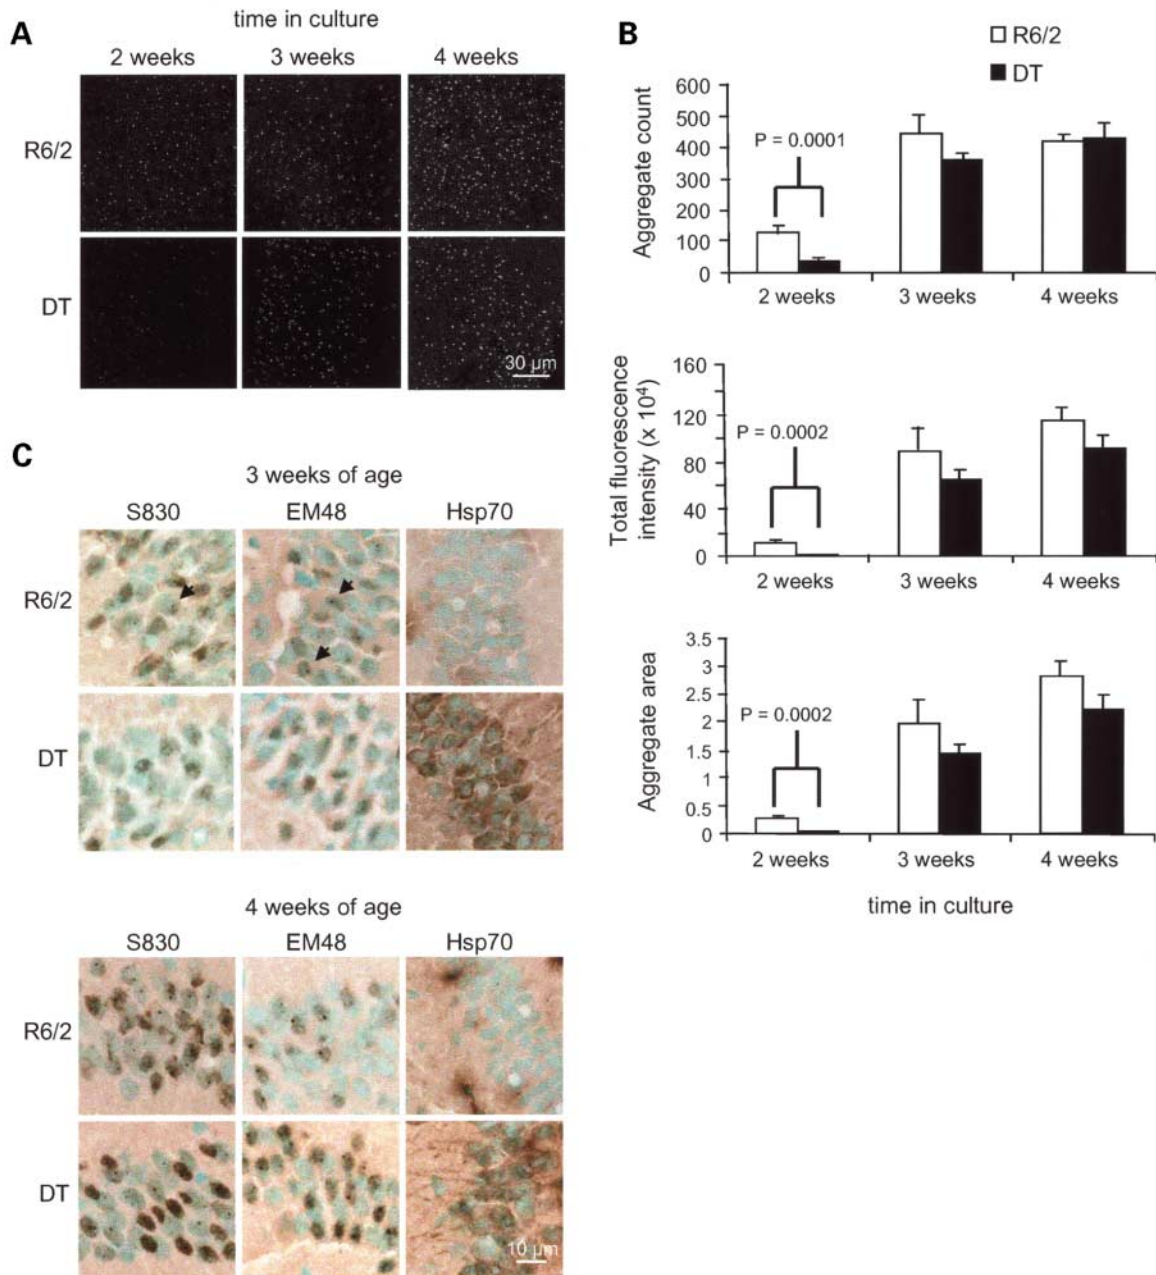 A
time in culture
2 weeks 3 weeks 4 weeks
R6/2
DT
30 µm
B
R6/2
DT
Aggregate count
600
500
400
300
200
100
0
P = 0.0001
2 weeks 3 weeks 4 weeks
Total fluorescence
intensity (x 10⁴)
160
120
80
40
0
P = 0.0002
2 weeks 3 weeks 4 weeks
Aggregate area
3.5
3
2.5
2
1.5
1
0.5
0
P = 0.0002
2 weeks 3 weeks 4 weeks
time in culture
C
3 weeks of age
S830 EM48 Hsp70
R6/2
DT
4 weeks of age
S830 EM48 Hsp70
R6/2
DT
10 µm